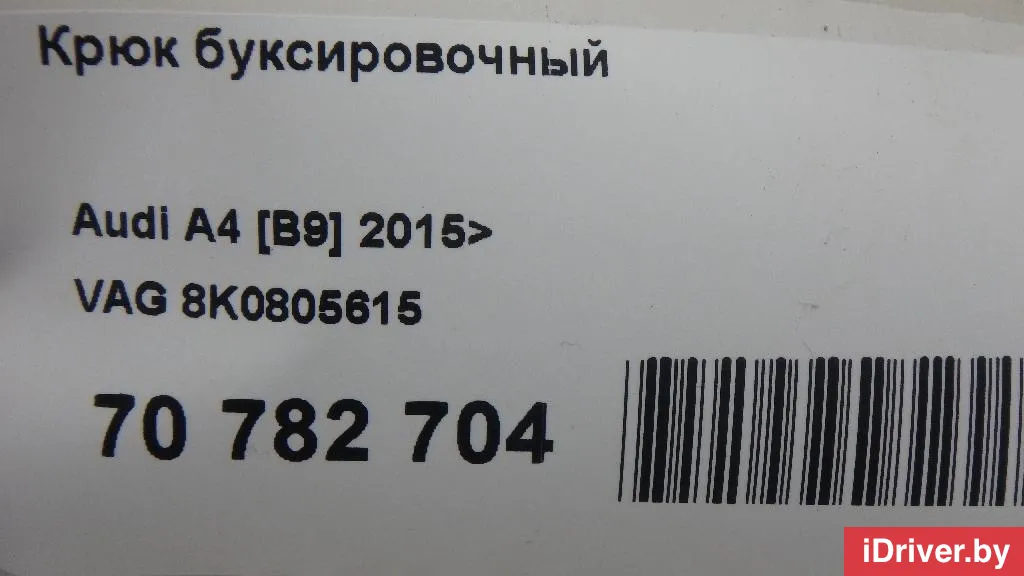 Крюк буксировочный
Audi A4 [B9] 2015>
VAG 8K0805615
70 782 704
iDriver.by